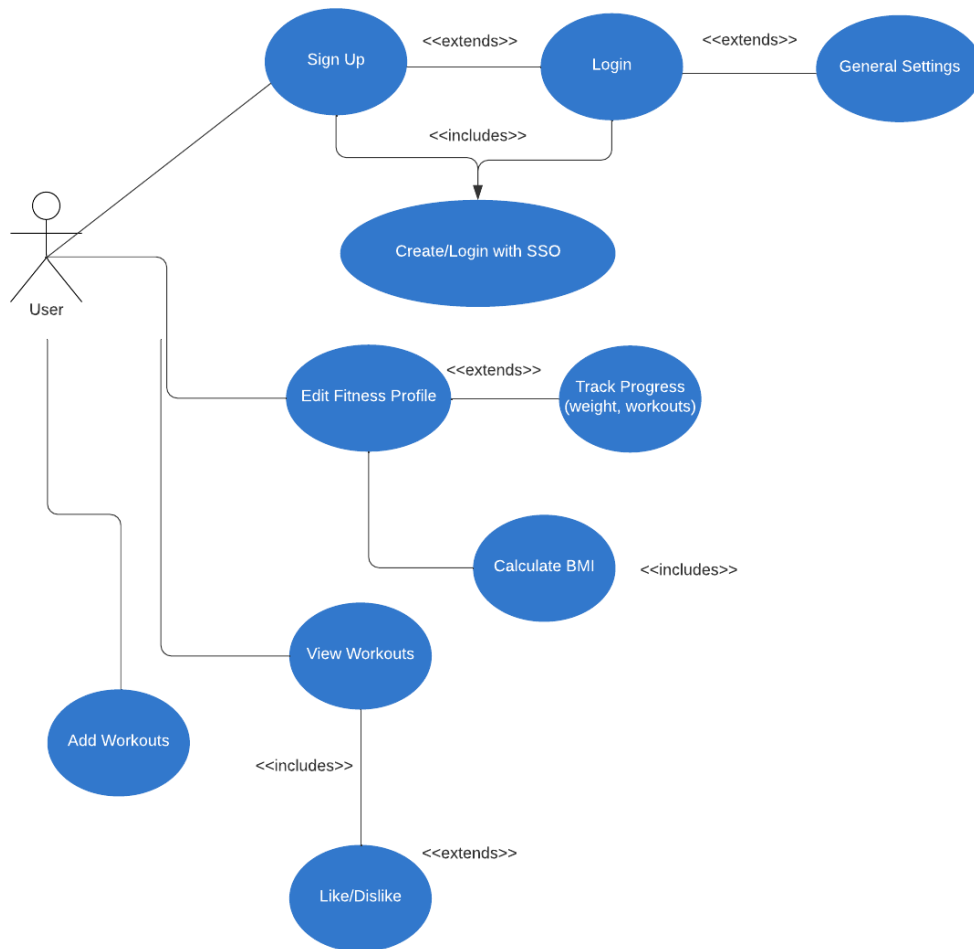 <<extends>>
<<extends>>
Sign Up
Login
General Settings
<<includes>>
Create/Login with SSO
User
<<extends>>
Edit Fitness Profile
Track Progress
(weight, workouts)
Calculate BMI
<<includes>>
View Workouts
Add Workouts
<<includes>>
<<extends>>
Like/Dislike